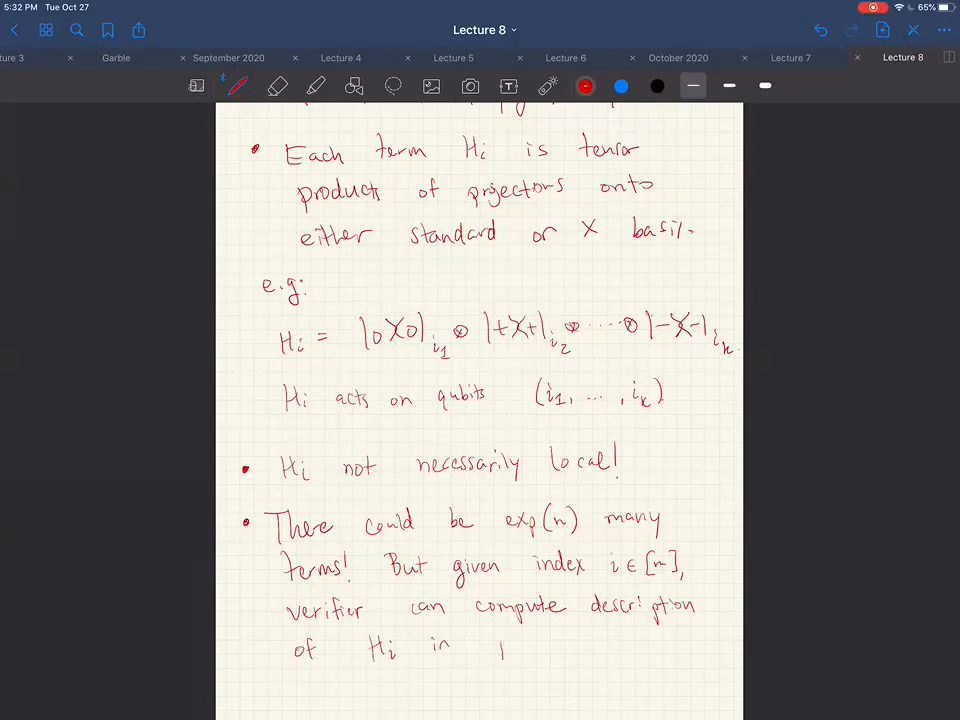 5:32 PM Tue Oct 27
65%
Lecture 8
ture 3
Garble
September 2020
Lecture 4
Lecture 5
Lecture 6
October 2020
Lecture 7
Lecture 8
• Each term Hi is tensor
products of projectors onto
either standard or X basis.
e.g:
Hi = |0X0|i1 ⊗ |+X+|i2 ⊗ ..... ⊗ |-X-|ik.
Hi acts on qubits (i1, ..., ik)
• Hi not necessarily local!
• There could be exp(n) many
terms! But given index i ∈ [m],
verifier can compute description
of Hi in